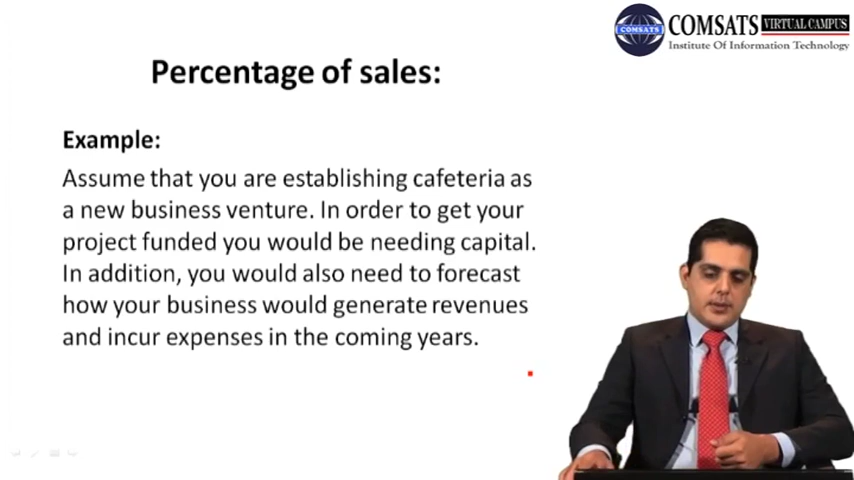 COMSATS VIRTUAL CAMPUS
COMSATS
Institute Of Information Technology
Percentage of sales:
Example:
Assume that you are establishing cafeteria as
a new business venture. In order to get your
project funded you would be needing capital.
In addition, you would also need to forecast
how your business would generate revenues
and incur expenses in the coming years.